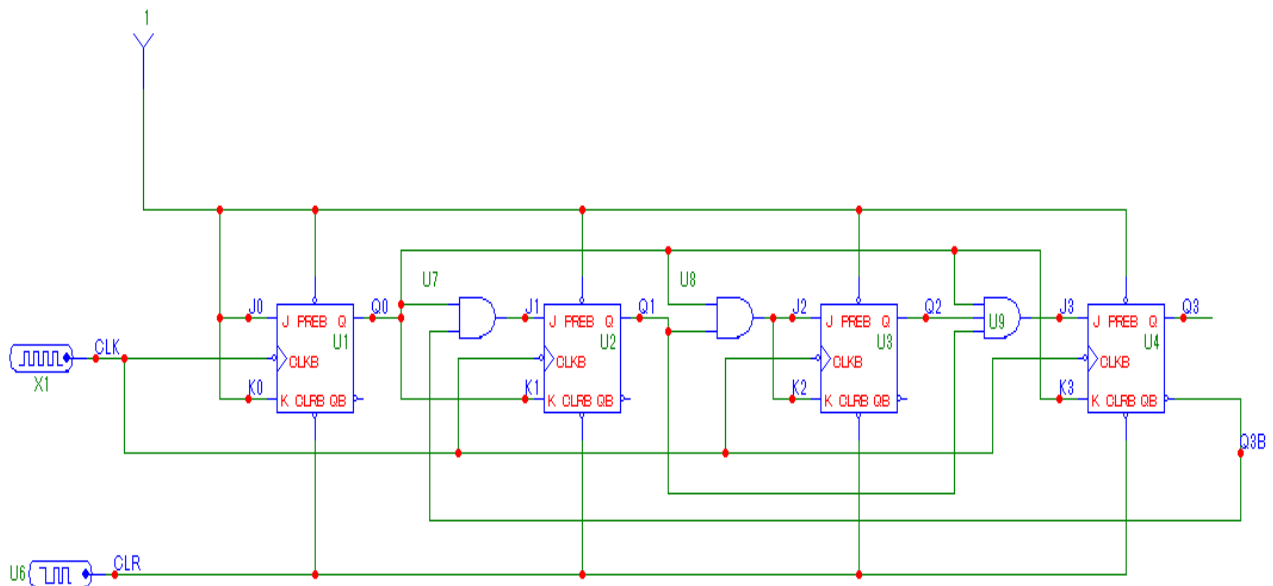 1
U7
U8
J0
Q0
J1
Q1
J2
Q2
J3
Q3
J PREB Q
J PREB Q
J PREB Q
U9
J PREB Q
U1
U2
U3
U4
CLK
CLKB
CLKB
CLKB
CLKB
X1
K0
K1
K2
K3
K CLRB QB
K CLRB QB
K CLRB QB
K CLRB QB
Q3B
CLR
U6